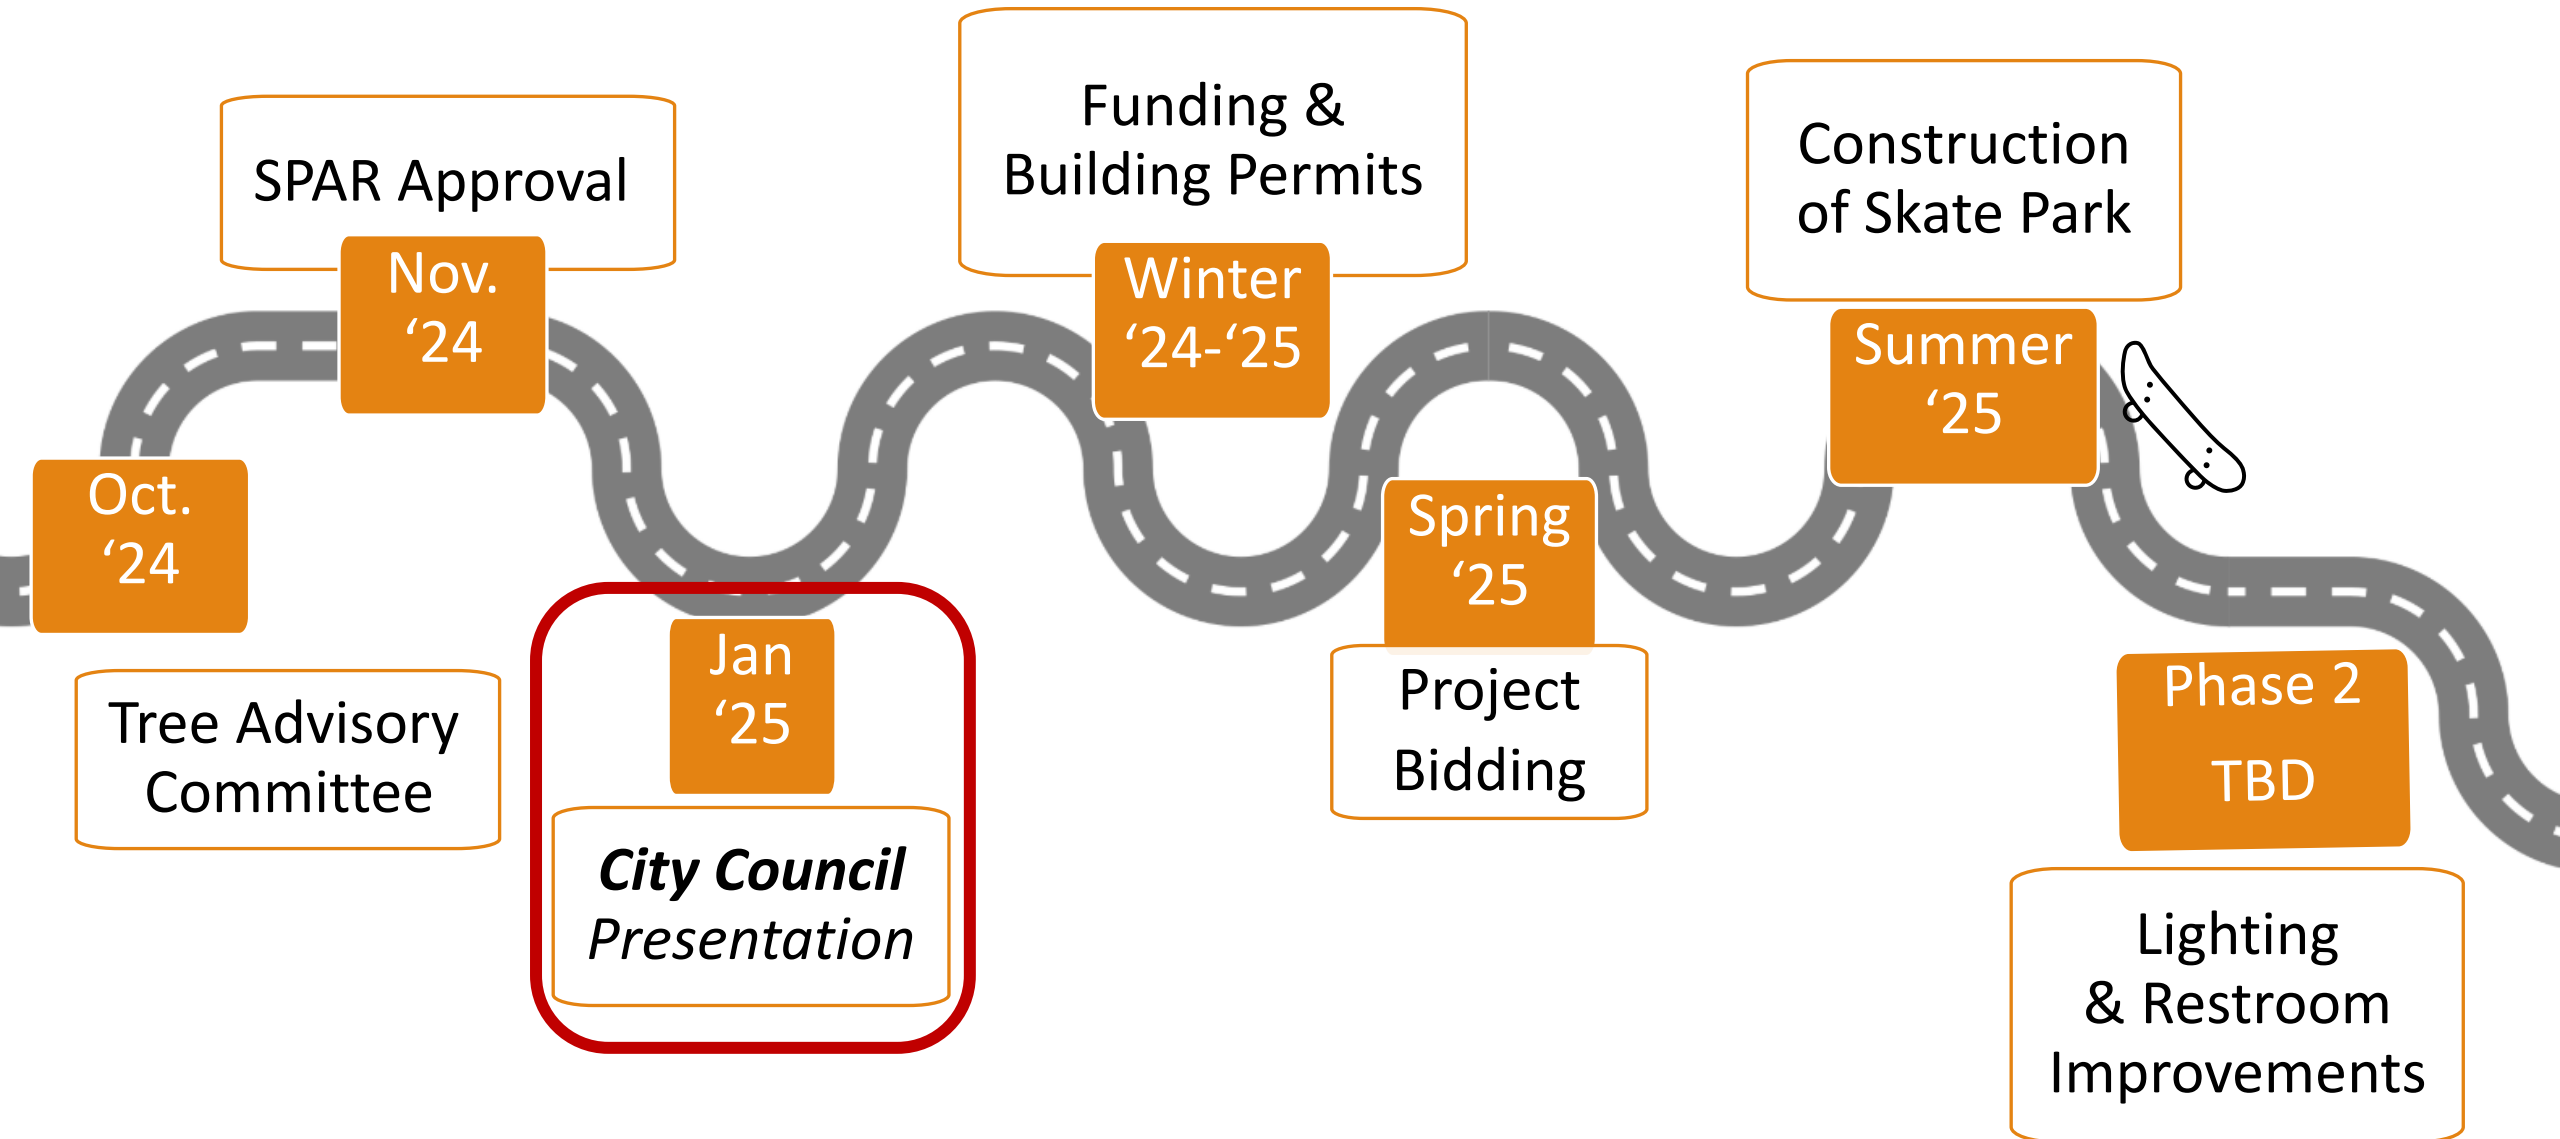 Oct.
‘24
Tree Advisory
Committee
SPAR Approval
Nov.
‘24
Jan
‘25
City Council
Presentation
Funding &
Building Permits
Winter
‘24-‘25
Spring
‘25
Project
Bidding
Construction
of Skate Park
Summer
‘25
Phase 2
TBD
Lighting
& Restroom
Improvements